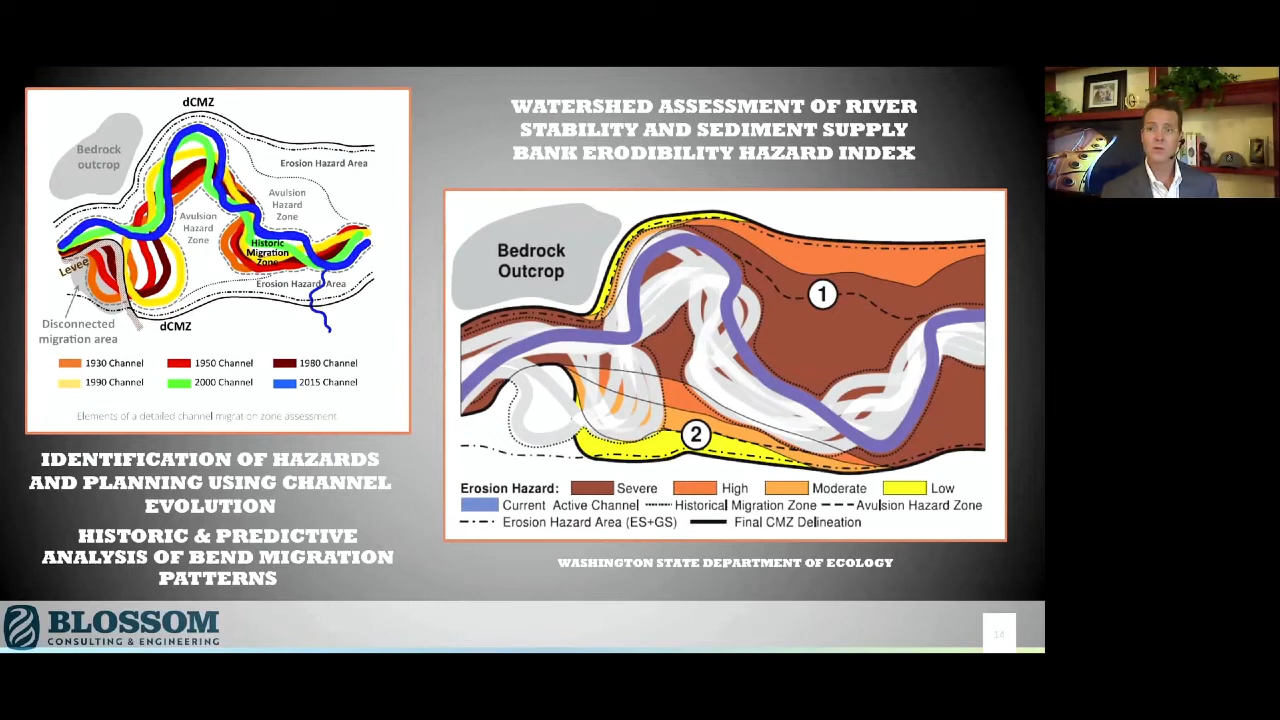 dCMZ
Bedrock
outcrop
Erosion Hazard Area
Avulsion
Hazard
Zone
Avulsion
Hazard
Zone
Historic
Migration
Zone
Levee
Erosion Hazard Area
Disconnected
migration area
dCMZ
1930 Channel
1950 Channel
1980 Channel
1990 Channel
2000 Channel
2015 Channel
Elements of a detailed channel migration zone assessment
IDENTIFICATION OF HAZARDS
AND PLANNING USING CHANNEL
EVOLUTION
HISTORIC & PREDICTIVE
ANALYSIS OF BEND MIGRATION
PATTERNS
WATERSHED ASSESSMENT OF RIVER
STABILITY AND SEDIMENT SUPPLY
BANK ERODIBILITY HAZARD INDEX
Bedrock
Outcrop
1
2
Erosion Hazard: Severe High Moderate Low
Current Active Channel Historical Migration Zone Avulsion Hazard Zone
Erosion Hazard Area (ES+GS) Final CMZ Delineation
WASHINGTON STATE DEPARTMENT OF ECOLOGY
BLOSSOM
CONSULTING & ENGINEERING
14